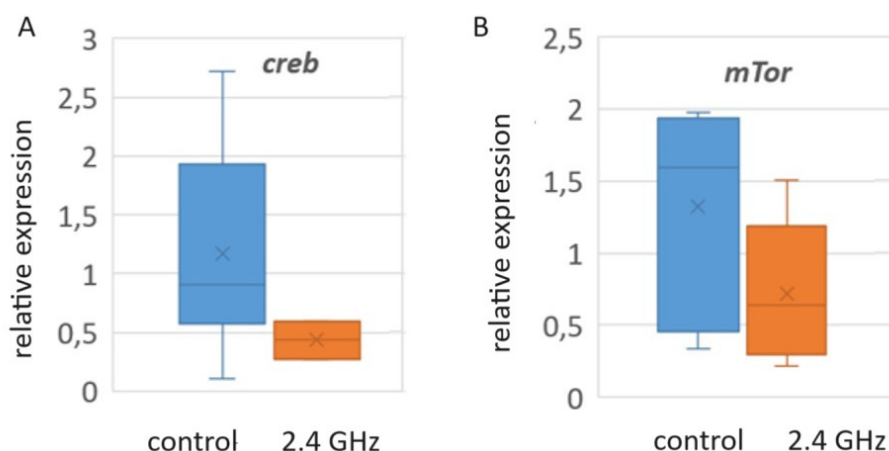 A
creb
relative expression
3
2,5
2
1,5
1
0,5
0
control
2.4 GHz
B
mTor
relative expression
2,5
2
1,5
1
0,5
0
control
2.4 GHz